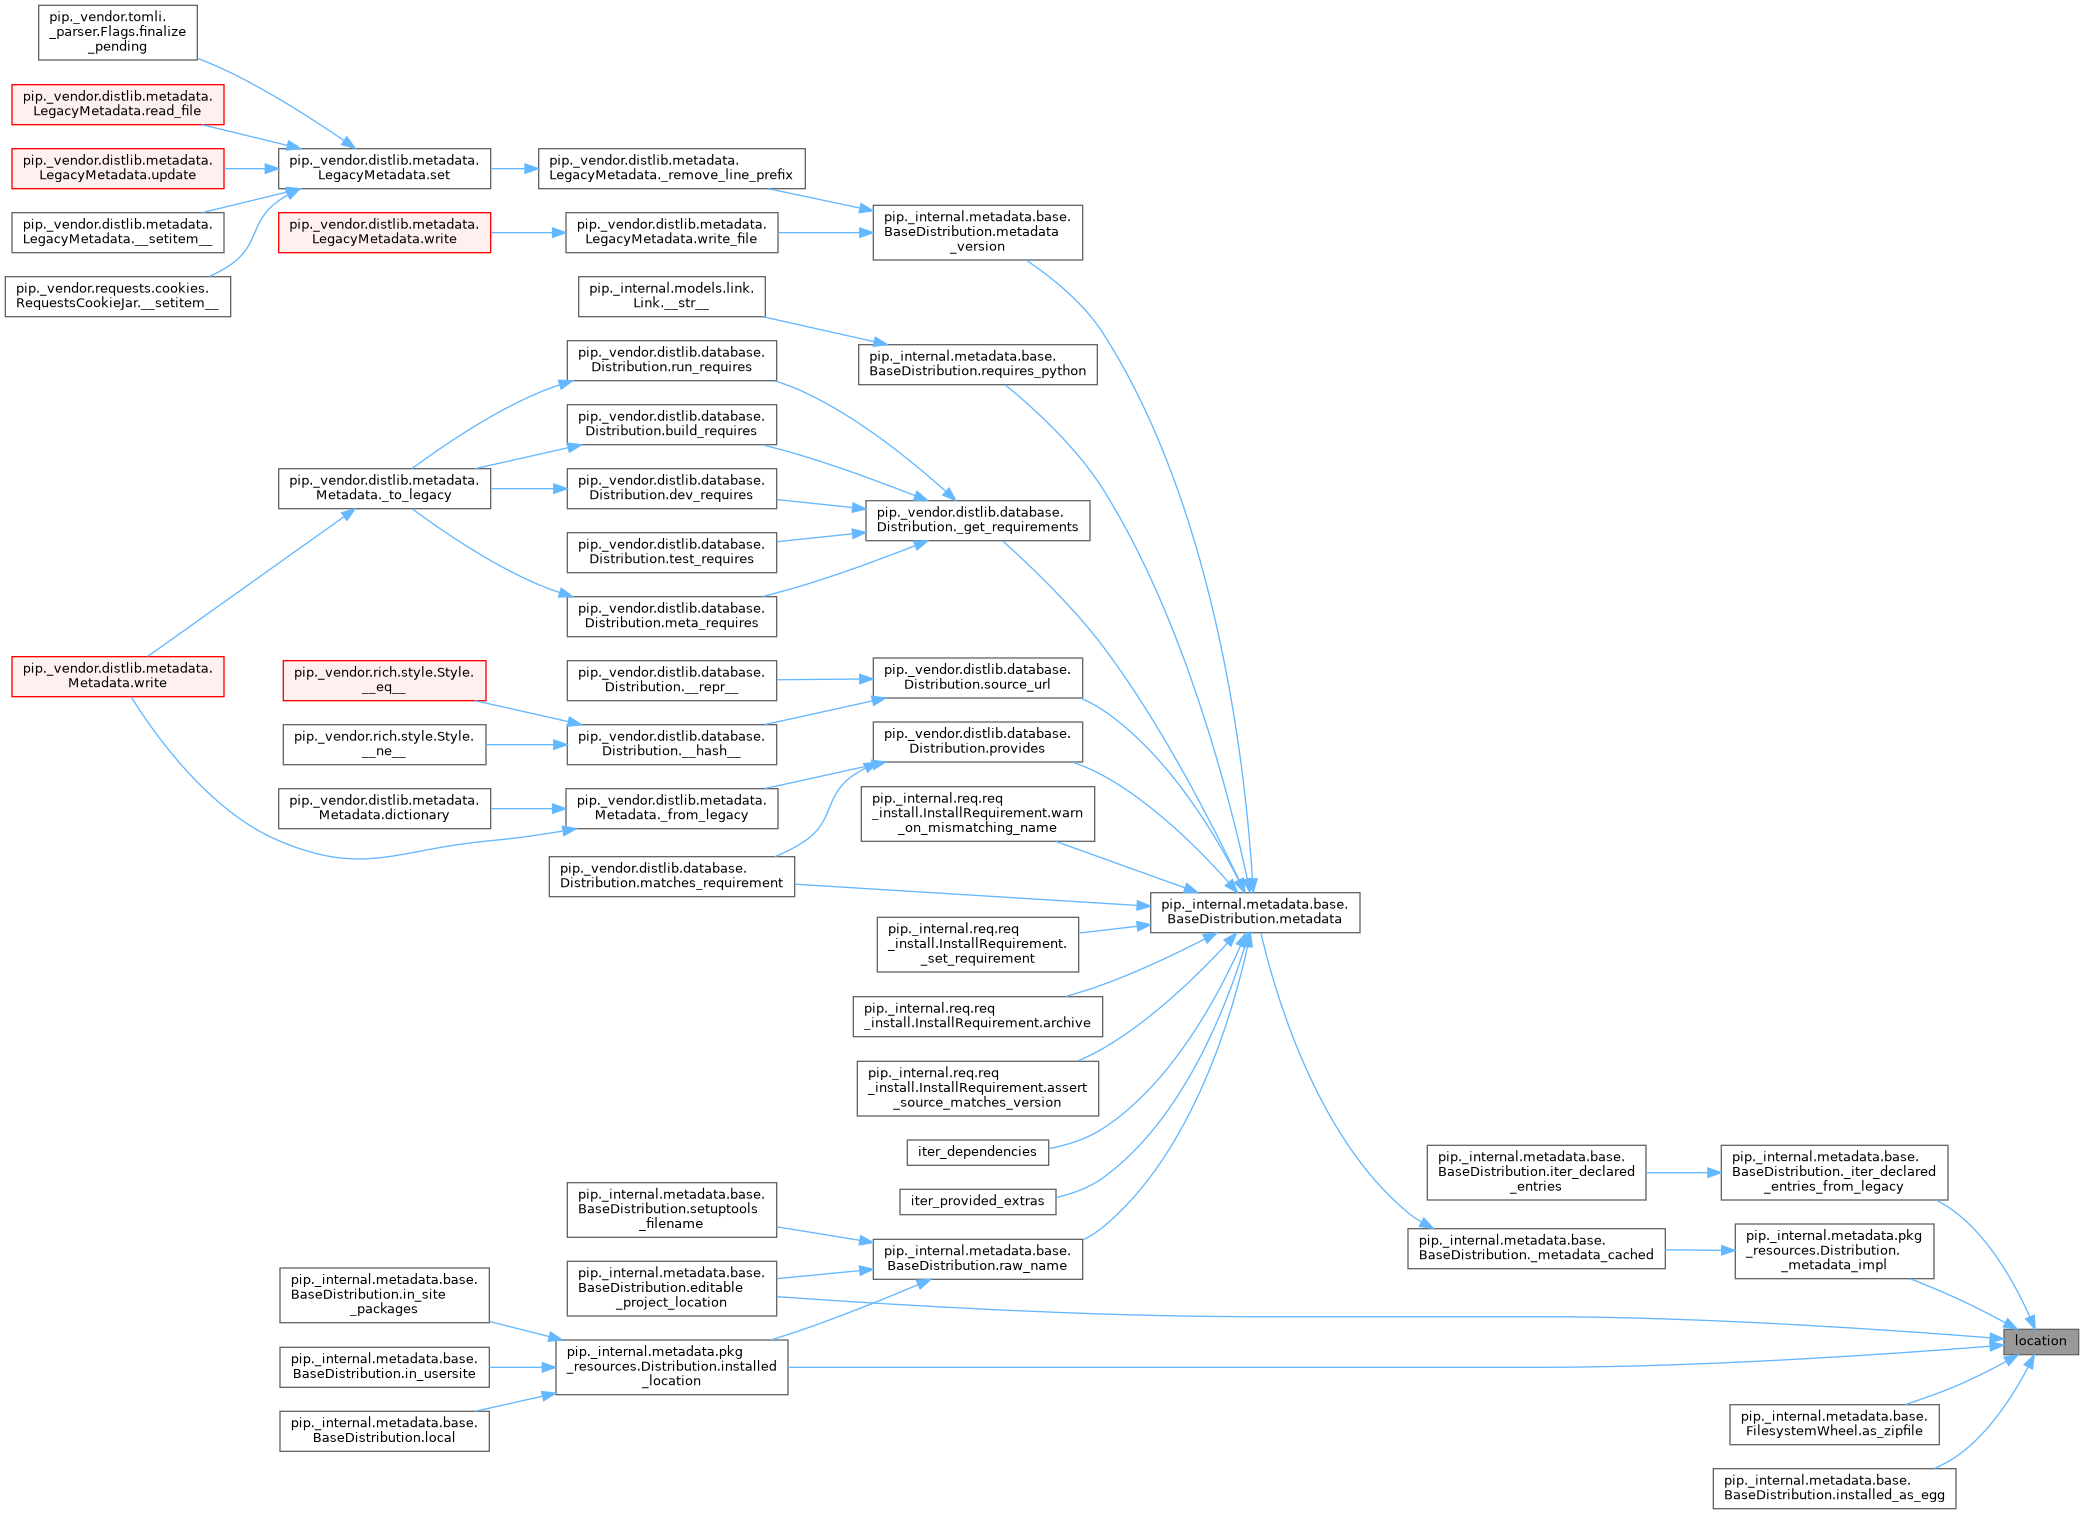 pip._vendor.tomli.
_parser.Flags.finalize
_pending
pip._vendor.distlib.metadata.
LegacyMetadata.read_file
pip._vendor.distlib.metadata.
LegacyMetadata.update
pip._vendor.distlib.metadata.
LegacyMetadata.__setitem__
pip._vendor.requests.cookies.
RequestsCookieJar.__setitem__
pip._vendor.distlib.metadata.
Metadata.write
pip._vendor.distlib.metadata.
LegacyMetadata.set
pip._vendor.distlib.metadata.
LegacyMetadata.write
pip._vendor.distlib.metadata.
Metadata._to_legacy
pip._vendor.rich.style.Style.
__eq__
pip._vendor.rich.style.Style.
__ne__
pip._vendor.distlib.metadata.
Metadata.dictionary
pip._internal.metadata.base.
BaseDistribution.in_site
_packages
pip._internal.metadata.base.
BaseDistribution.in_usersite
pip._internal.metadata.base.
BaseDistribution.local
pip._vendor.distlib.metadata.
LegacyMetadata._remove_line_prefix
pip._vendor.distlib.metadata.
LegacyMetadata.write_file
pip._internal.models.link.
Link.__str__
pip._vendor.distlib.database.
Distribution.run_requires
pip._vendor.distlib.database.
Distribution.build_requires
pip._vendor.distlib.database.
Distribution.dev_requires
pip._vendor.distlib.database.
Distribution.test_requires
pip._vendor.distlib.database.
Distribution.meta_requires
pip._vendor.distlib.database.
Distribution.__repr__
pip._vendor.distlib.database.
Distribution.__hash__
pip._vendor.distlib.metadata.
Metadata._from_legacy
pip._vendor.distlib.database.
Distribution.matches_requirement
pip._internal.metadata.base.
BaseDistribution.setuptools
_filename
pip._internal.metadata.base.
BaseDistribution.editable
_project_location
pip._internal.metadata.pkg
_resources.Distribution.installed
_location
pip._internal.metadata.base.
BaseDistribution.metadata
_version
pip._internal.metadata.base.
BaseDistribution.requires_python
pip._vendor.distlib.database.
Distribution._get_requirements
pip._vendor.distlib.database.
Distribution.source_url
pip._vendor.distlib.database.
Distribution.provides
pip._internal.req.req
_install.InstallRequirement.warn
_on_mismatching_name
pip._internal.req.req
_install.InstallRequirement.
_set_requirement
pip._internal.req.req
_install.InstallRequirement.archive
pip._internal.req.req
_install.InstallRequirement.assert
_source_matches_version
iter_dependencies
iter_provided_extras
pip._internal.metadata.base.
BaseDistribution.raw_name
pip._internal.metadata.base.
BaseDistribution.metadata
pip._internal.metadata.base.
BaseDistribution.iter_declared
_entries
pip._internal.metadata.base.
BaseDistribution._metadata_cached
pip._internal.metadata.base.
BaseDistribution._iter_declared
_entries_from_legacy
pip._internal.metadata.pkg
_resources.Distribution.
_metadata_impl
pip._internal.metadata.base.
FilesystemWheel.as_zipfile
pip._internal.metadata.base.
BaseDistribution.installed_as_egg
location